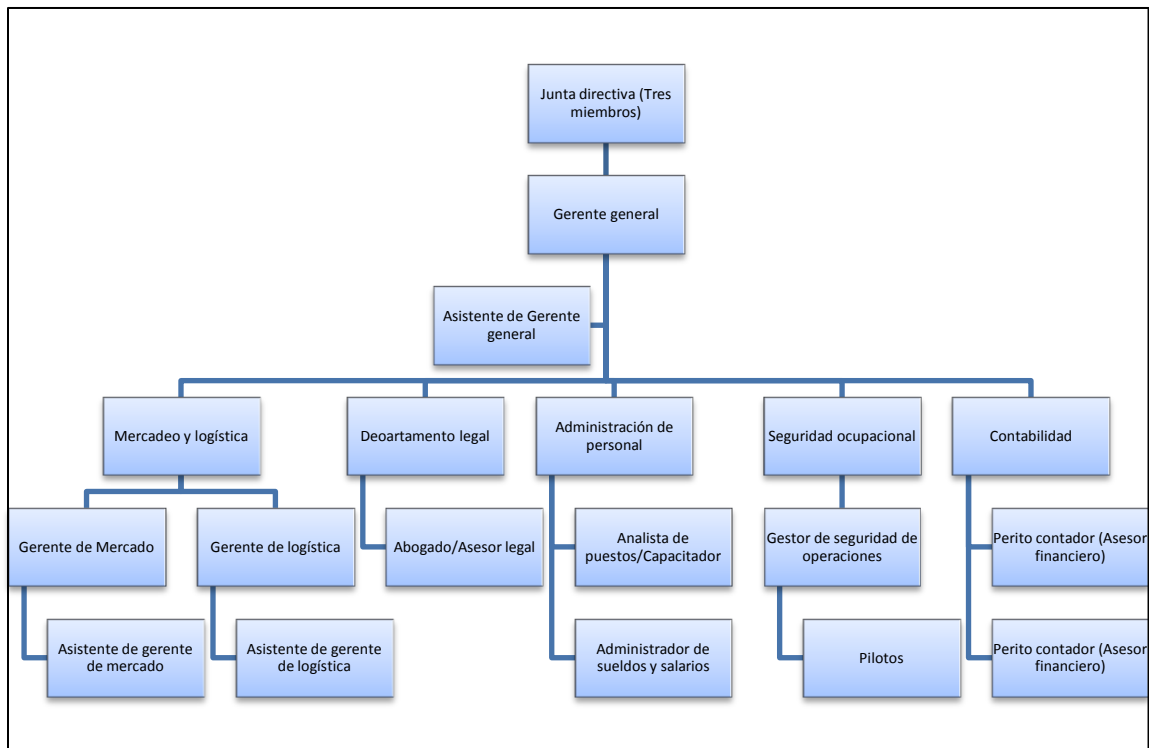 Junta directiva (Tres
miembros)
Gerente general
Asistente de Gerente
general
Mercadeo y logística
Deoartamento legal
Administración de
personal
Seguridad ocupacional
Contabilidad
Gerente de Mercado
Gerente de logística
Abogado/Asesor legal
Analista de
puestos/Capacitador
Gestor de seguridad de
operaciones
Perito contador (Asesor
financiero)
Asistente de gerente
de mercado
Asistente de gerente
de logística
Administrador de
sueldos y salarios
Pilotos
Perito contador (Asesor
financiero)